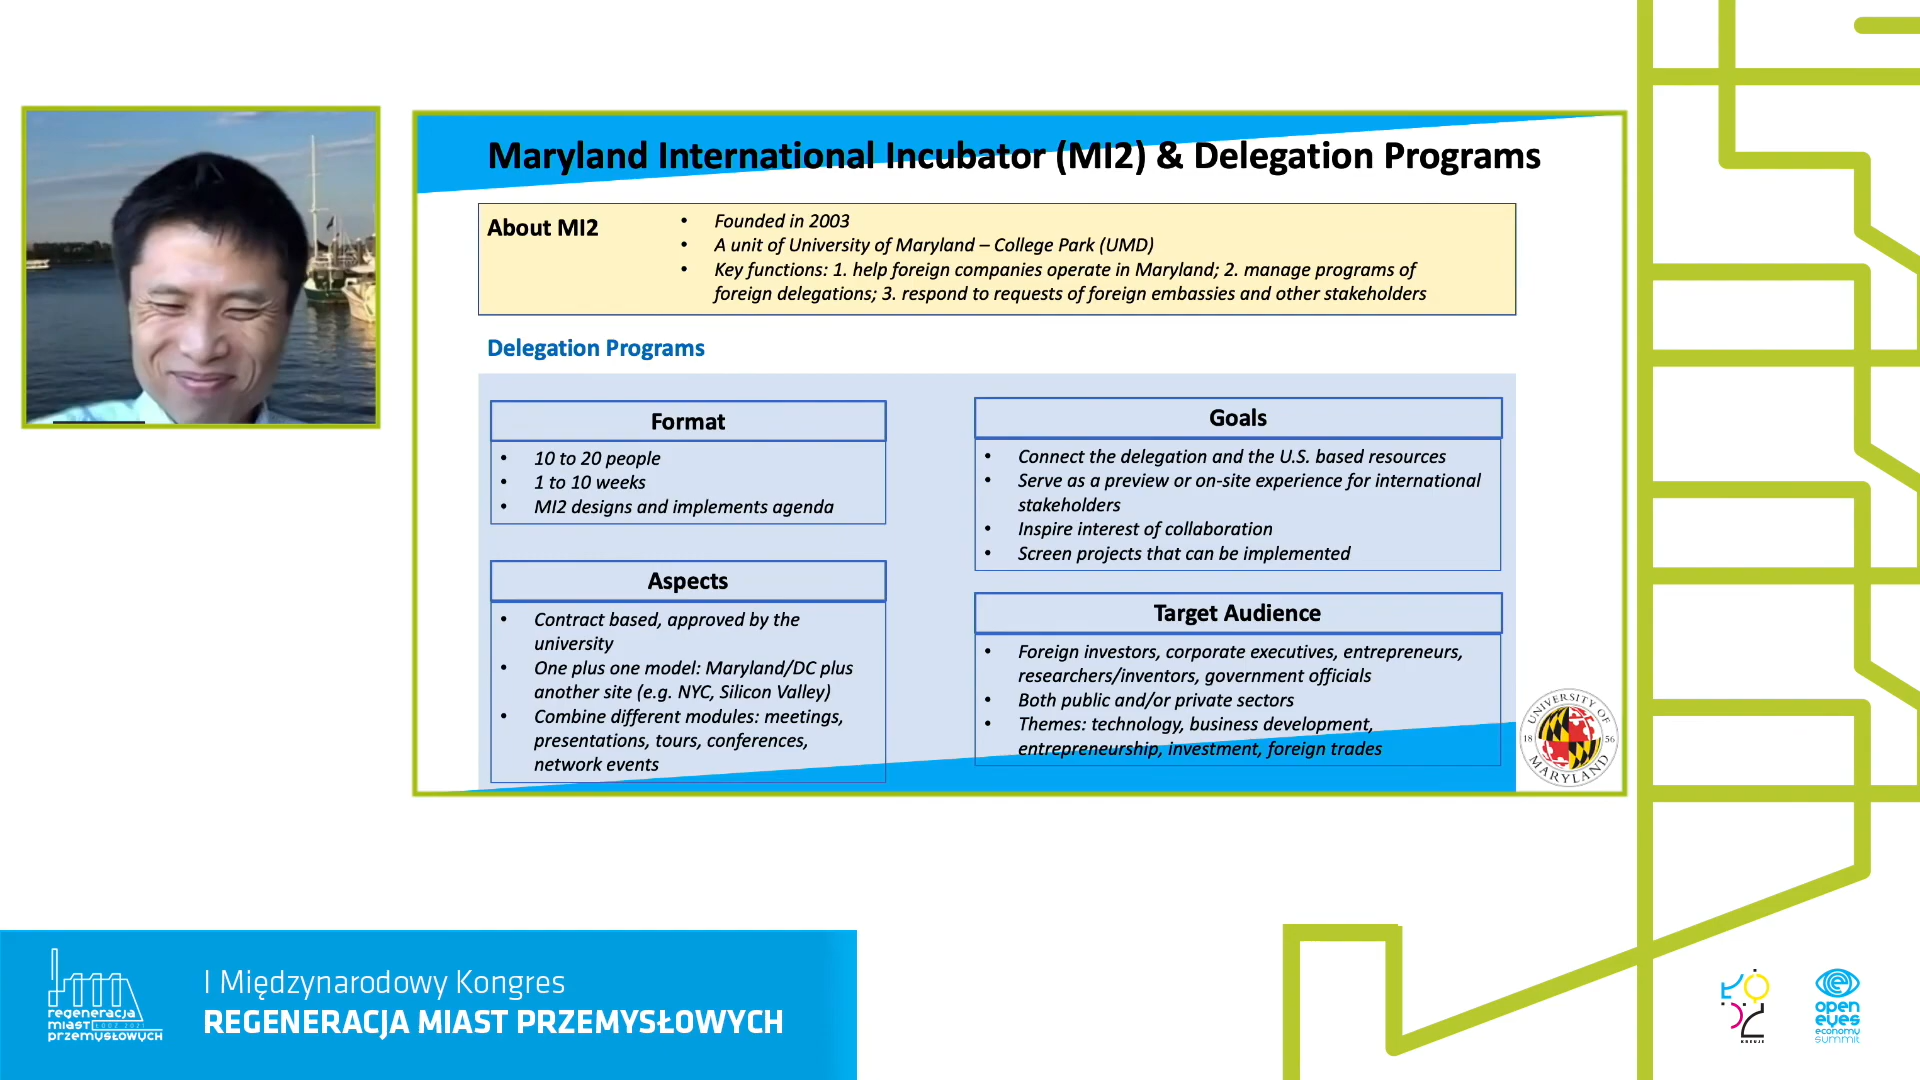 Maryland International Incubator (MI2) & Delegation Programs
About MI2
• Founded in 2003
• A unit of University of Maryland – College Park (UMD)
• Key functions: 1. help foreign companies operate in Maryland; 2. manage programs of
foreign delegations; 3. respond to requests of foreign embassies and other stakeholders
Delegation Programs
Format
• 10 to 20 people
• 1 to 10 weeks
• MI2 designs and implements agenda
Aspects
• Contract based, approved by the
university
• One plus one model: Maryland/DC plus
another site (e.g. NYC, Silicon Valley)
• Combine different modules: meetings,
presentations, tours, conferences,
network events
Goals
• Connect the delegation and the U.S. based resources
• Serve as a preview or on-site experience for international
stakeholders
• Inspire interest of collaboration
• Screen projects that can be implemented
Target Audience
• Foreign investors, corporate executives, entrepreneurs,
researchers/inventors, government officials
• Both public and/or private sectors
• Themes: technology, business development,
entrepreneurship, investment, foreign trades
UNIVERSITY OF
18 56
MARYLAND
regeneracja
miast
przemysłowych
I Międzynarodowy Kongres
REGENERACJA MIAST PRZEMYSŁOWYCH
KREUJE
open
eyes
economy
summit